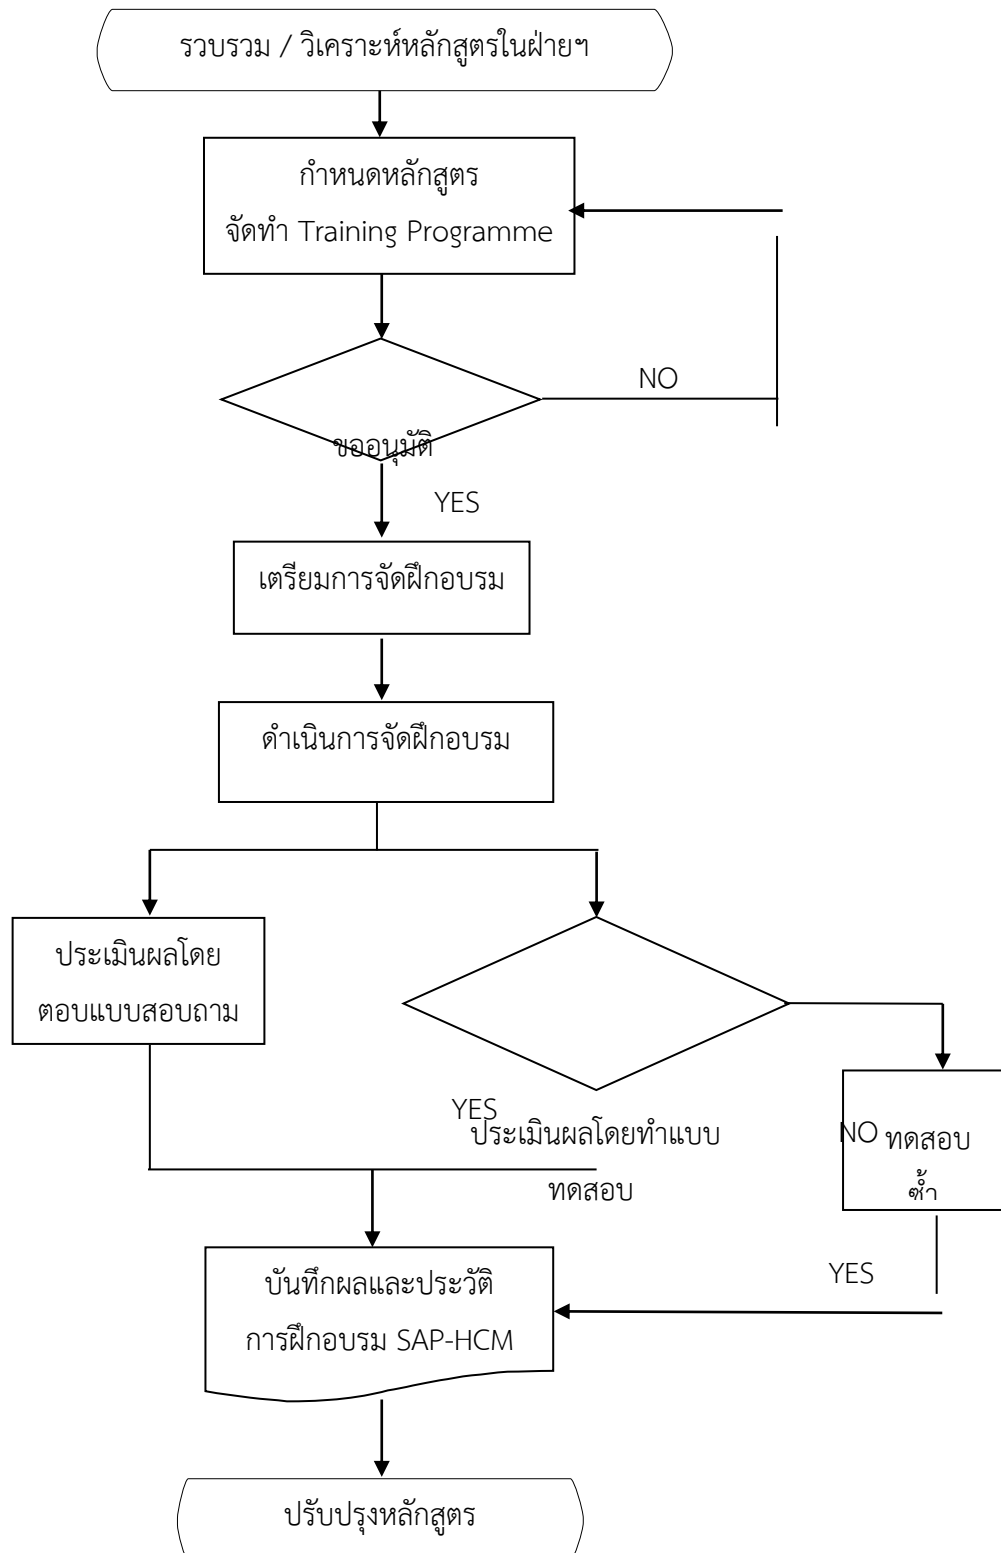 รวบรวม / วิเคราะห์หลักสูตรในฝ่ายฯ
กำหนดหลักสูตร
จัดทำ Training Programme
NO
ขออนุมัติ
YES
เตรียมการจัดฝึกอบรม
ดำเนินการจัดฝึกอบรม
ประเมินผลโดย
ตอบแบบสอบถาม
YES
ประเมินผลโดยทำแบบ
ทดสอบ
NO
ทดสอบ
ซ้ำ
YES
บันทึกผลและประวัติ
การฝึกอบรม SAP-HCM
ปรับปรุงหลักสูตร